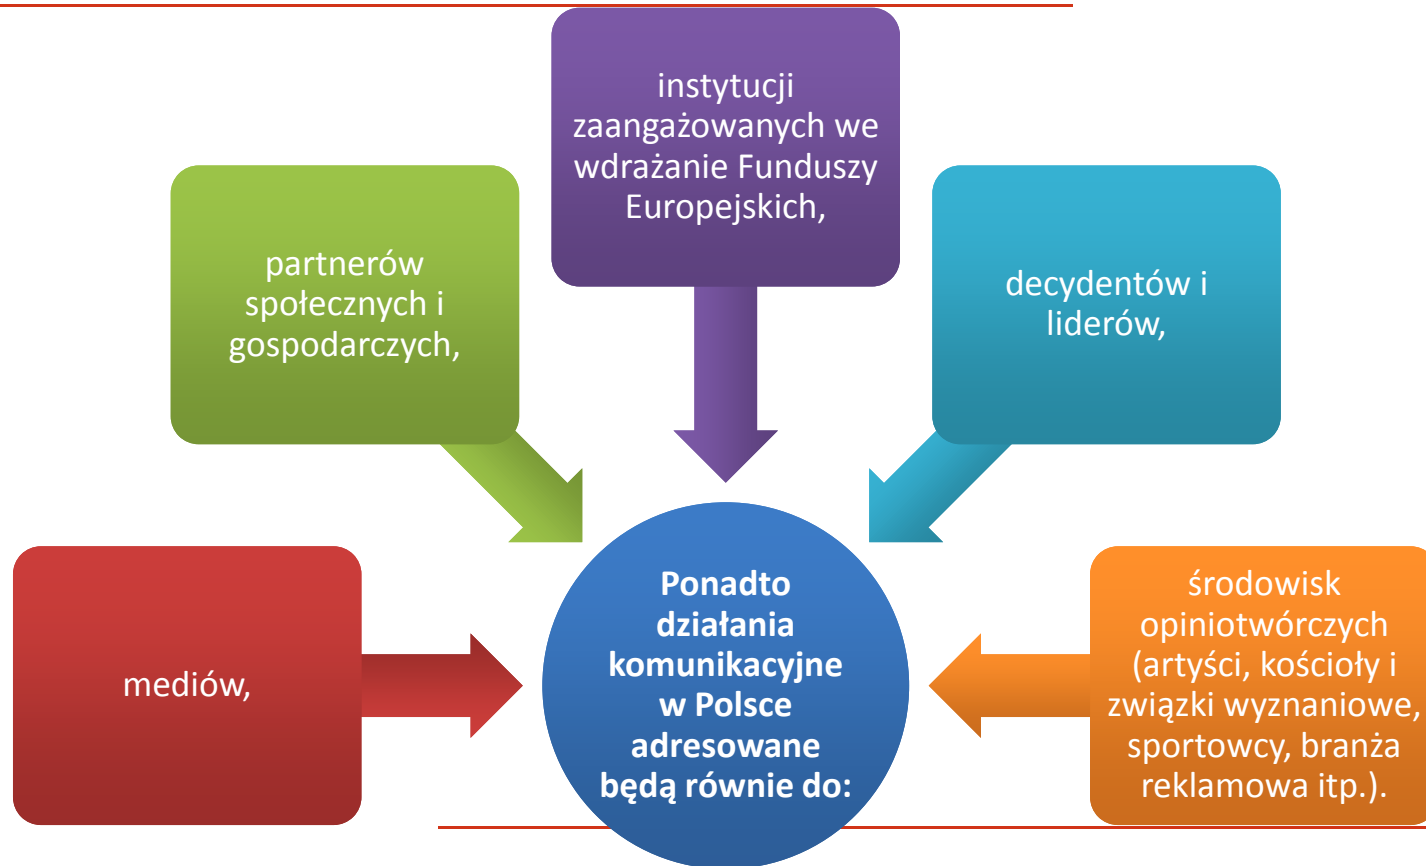 instytucji
zaangażowanych we
wdrażanie Funduszy
Europejskich,
partnerów
społecznych i
gospodarczych,
decydentów i
liderów,
mediów,
Ponadto
działania
komunikacyjne
w Polsce
adresowane
będą równie do:
środowisk
opiniotwórczych
(artyści, kościoły i
związki wyznaniowe,
sportowcy, branża
reklamowa itp.).